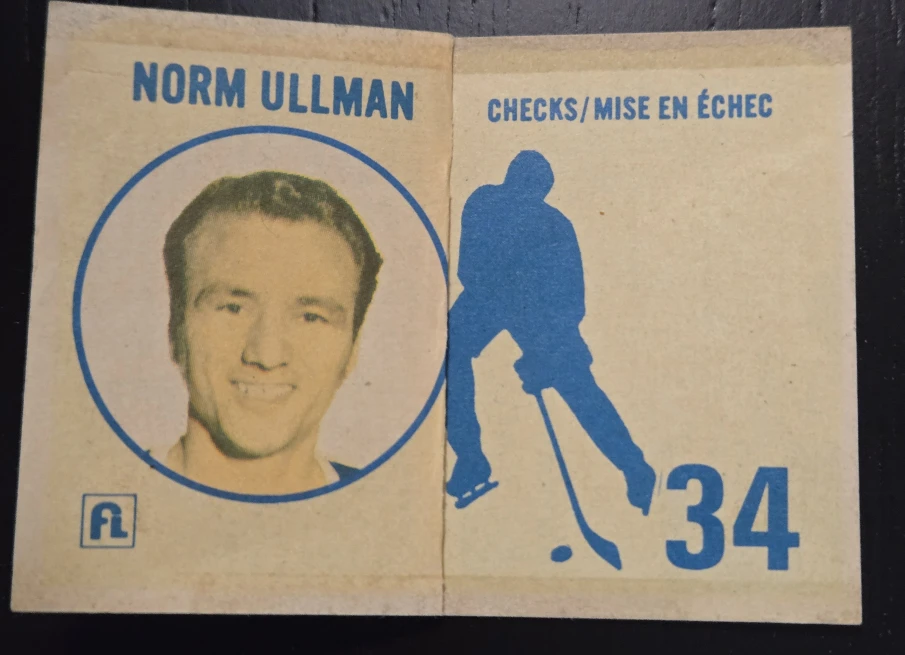 NORM ULLMAN
FL
CHECKS/MISE EN ÉCHEC
34